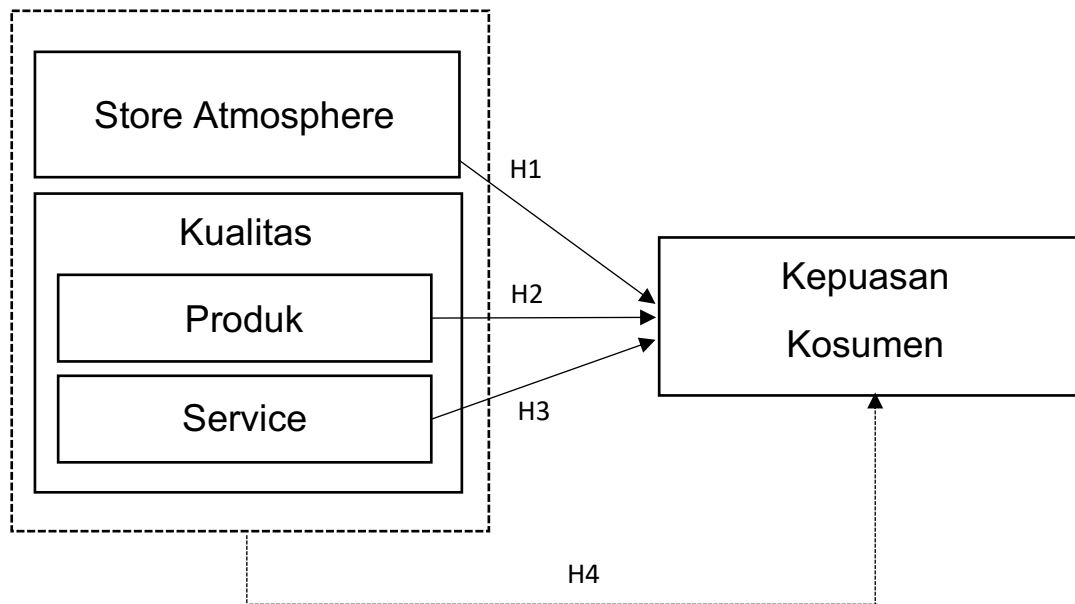 Store Atmosphere
H1
Kualitas
Produk
H2
Service
H3
Kepuasan
Kosumen
H4